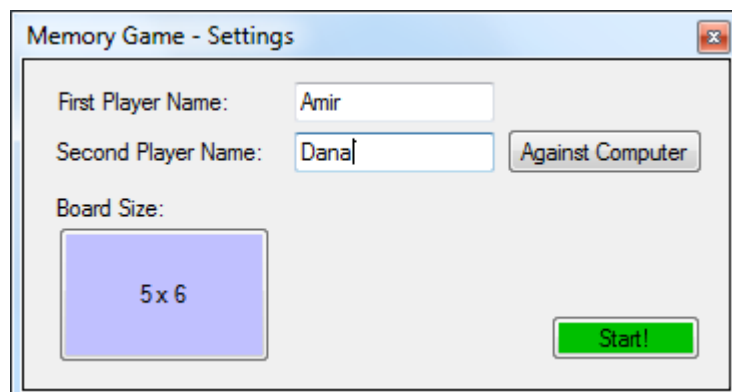 Memory Game - Settings
First Player Name: Amir
Second Player Name: Dana Against Computer
Board Size:
5 x 6
Start!